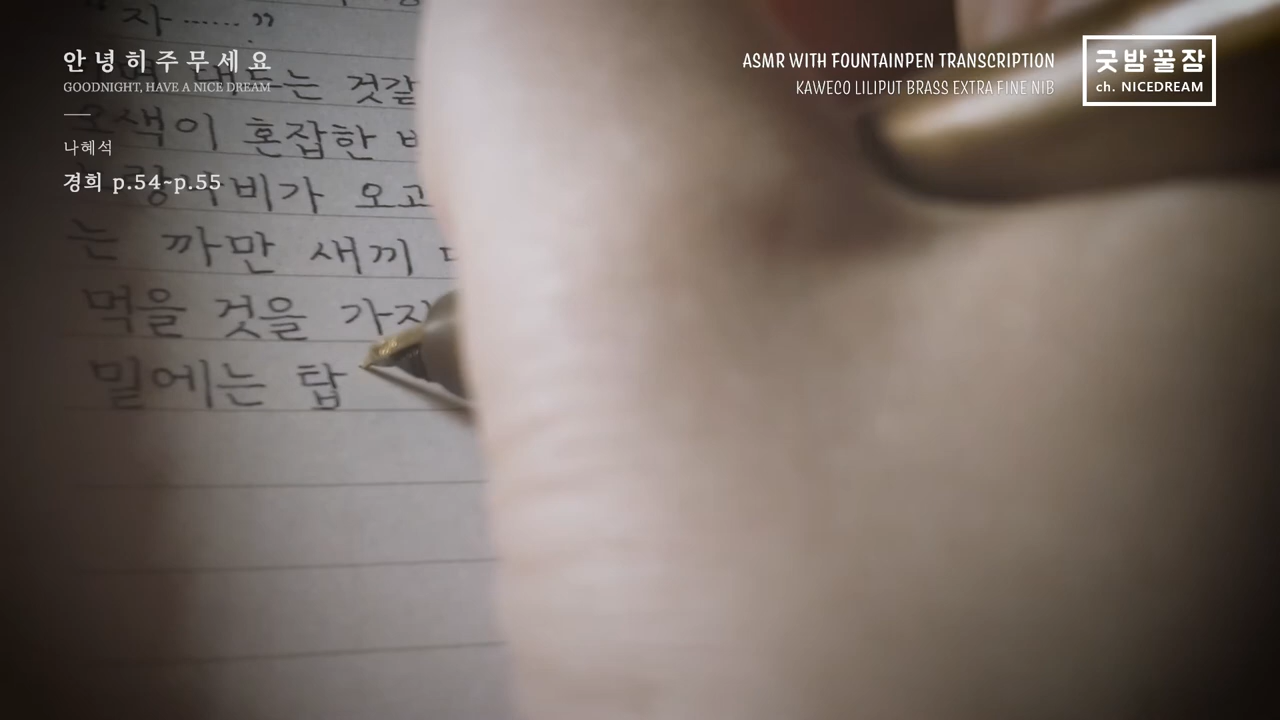 안녕히주무세요
GOODNIGHT, HAVE A NICE DREAM
나혜석
경희 p.54~p.55
ASMR WITH FOUNTAINPEN TRANSCRIPTION
KAWECO LILIPUT BRASS EXTRA FINE NIB
굿밤꿀잠
ch. NICEDREAM
자 ...... ”
는 것같
오색이 혼잡한
비가 오고
는 까만 새끼
먹을 것을 가지
밑에는 탑